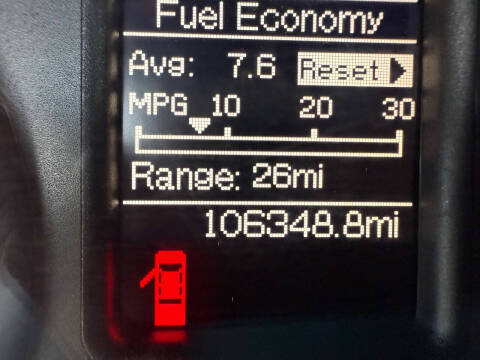 Fuel Economy
Avg: 7.6 Reset
MPG 10 20 30
Range: 26mi
106348.8mi